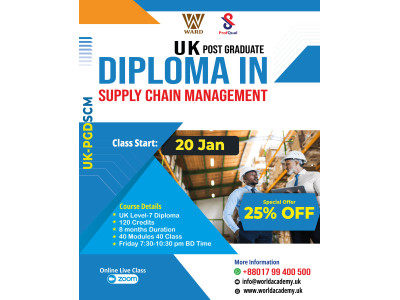 WARD
ProfQual
UK POST GRADUATE
DIPLOMA IN
SUPPLY CHAIN MANAGEMENT
UK-PGDSCM
Class Start:
20 Jan
Course Details
UK Level-7 Diploma
120 Credits
8 months Duration
40 Modules 40 Class
Friday 7:30-10:30 pm BD Time
Special Offer
25% OFF
Online Live Class
zoom
More Information
+88017 99 400 500
info@worldacademy.uk
www.worldacademy.uk